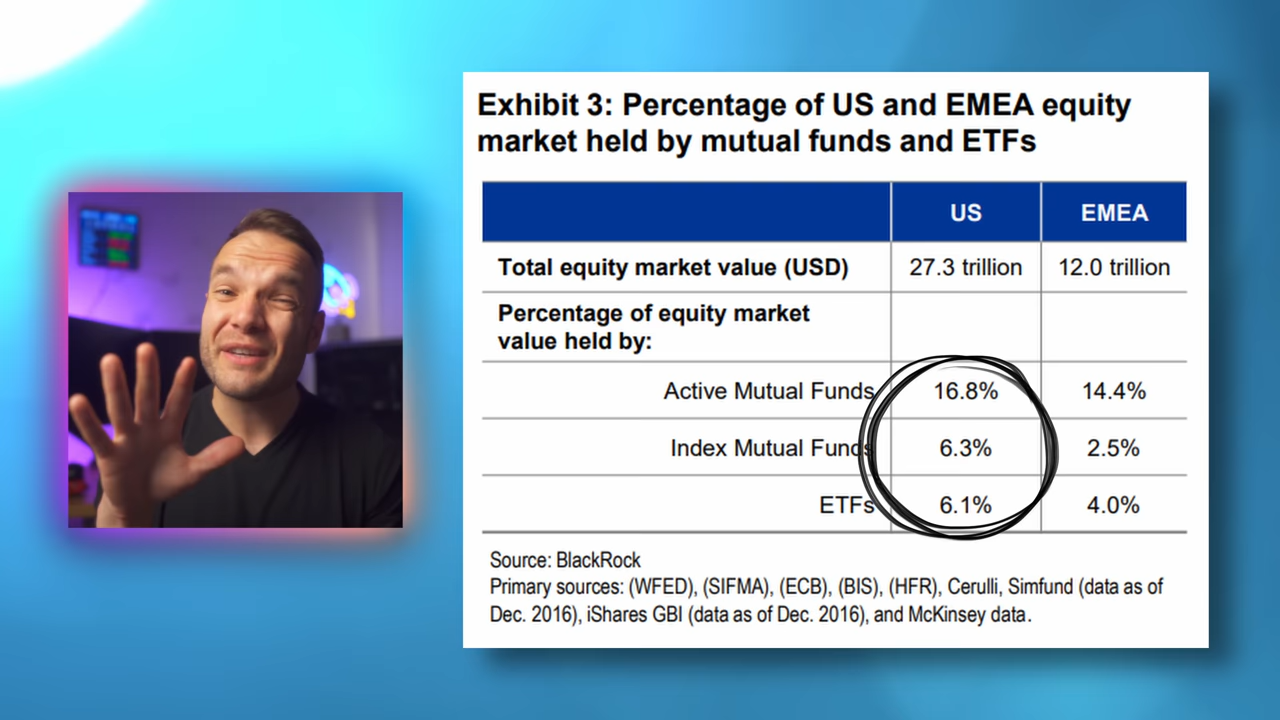 Exhibit 3: Percentage of US and EMEA equity
market held by mutual funds and ETFs
US EMEA
Total equity market value (USD) 27.3 trillion 12.0 trillion
Percentage of equity market
value held by:
Active Mutual Funds 16.8% 14.4%
Index Mutual Funds 6.3% 2.5%
ETFs 6.1% 4.0%
Source: BlackRock
Primary sources: (WFED), (SIFMA), (ECB), (BIS), (HFR), Cerulli, Simfund (data as of
Dec. 2016), iShares GBI (data as of Dec. 2016), and McKinsey data.